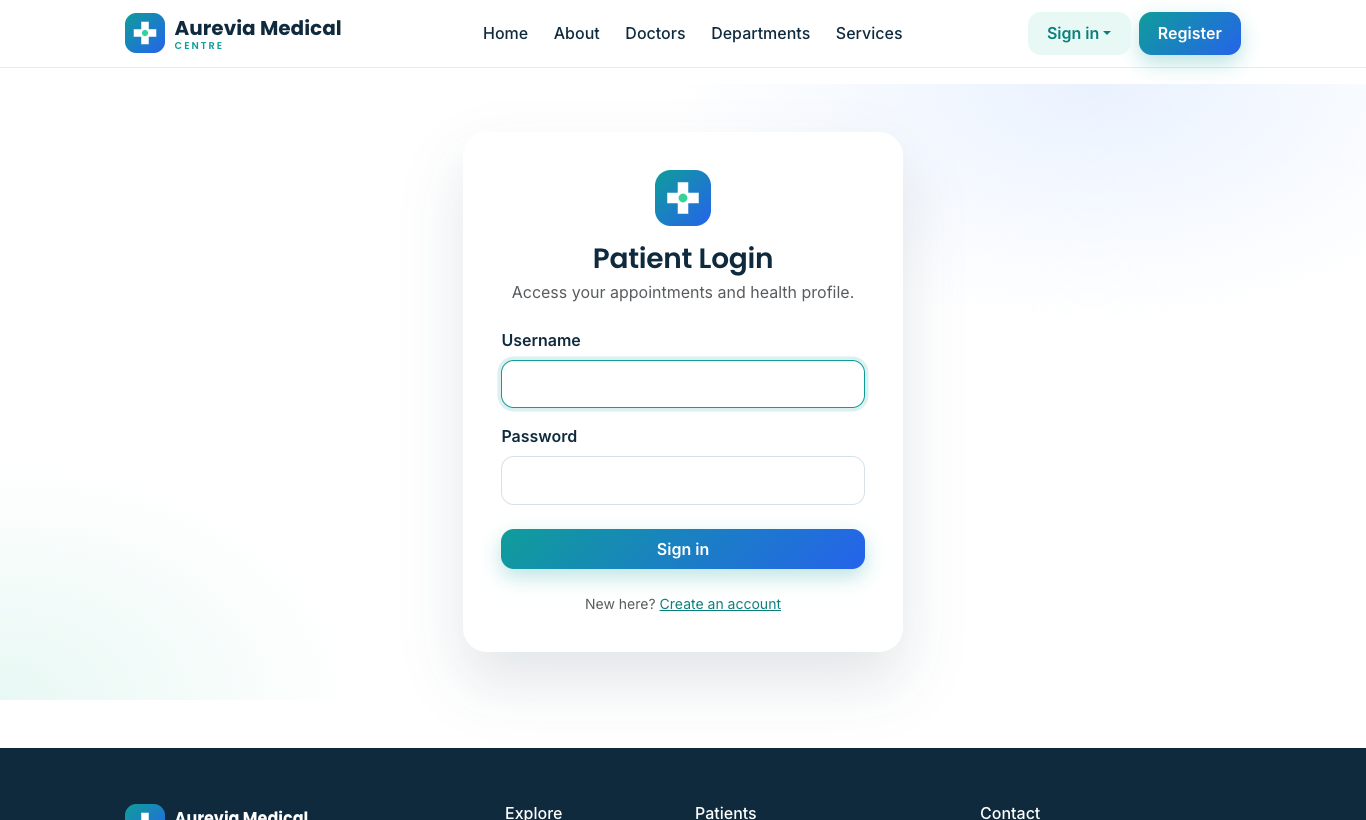 Aurevia Medical
CENTRE
Home
About
Doctors
Departments
Services
Sign in
Register
Patient Login
Access your appointments and health profile.
Username
Password
Sign in
New here? Create an account
Aurevia Medical
Explore
Patients
Contact